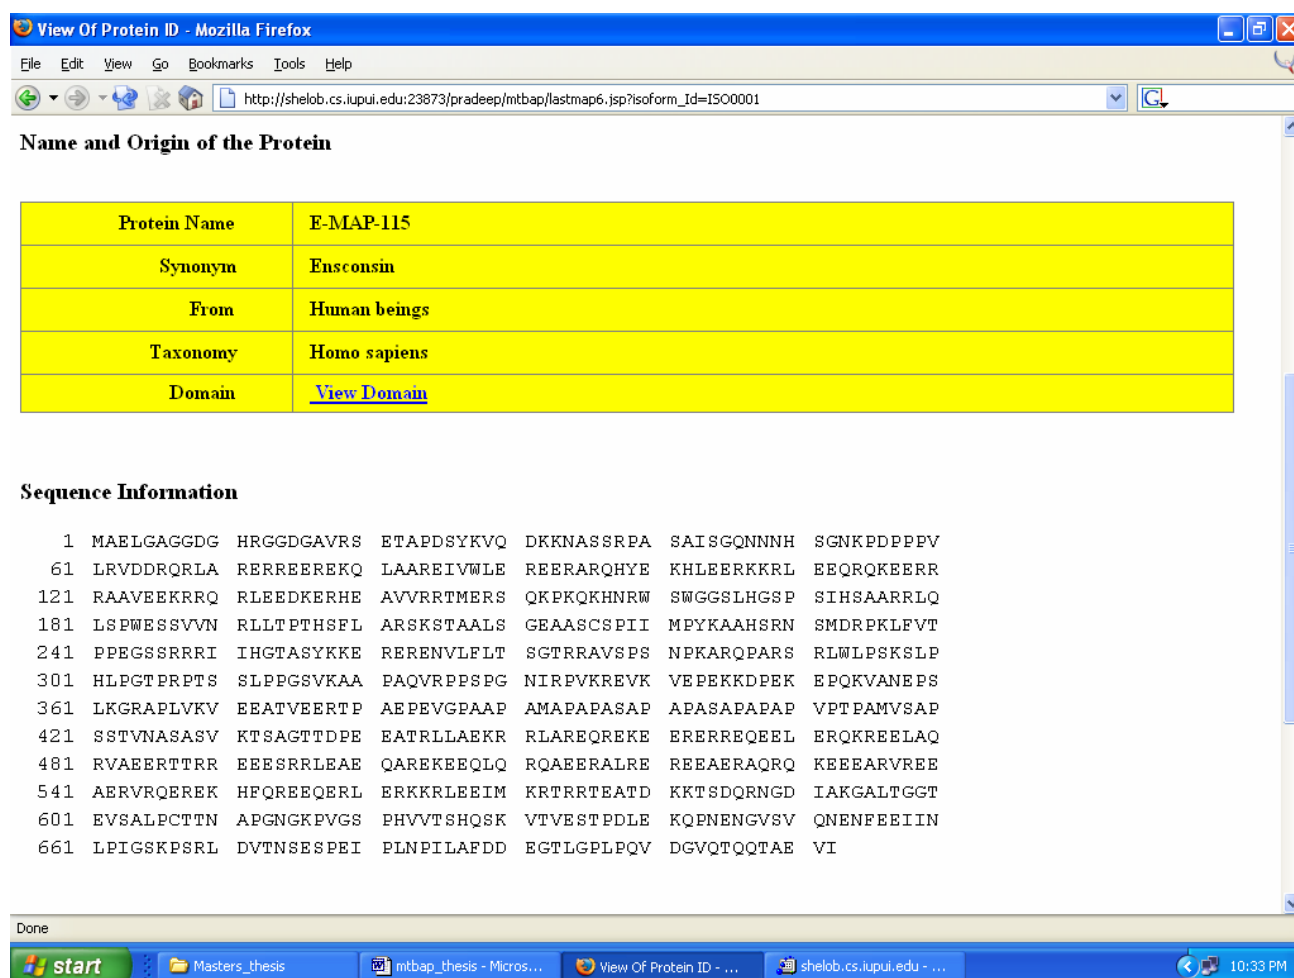 View Of Protein ID - Mozilla Firefox
File Edit View Go Bookmarks Tools Help
http://shelob.cs.iupui.edu:23873/pradeep/mtbap/lastmap6.jsp?isoform_Id=ISO0001 G
Name and Origin of the Protein
Protein Name E-MAP-115
Synonym Ensconsin
From Human beings
Taxonomy Homo sapiens
Domain View Domain
Sequence Information
1 MAELGAGGDG HRGGDGAVRS ETAPDSYKVQ DKKNASSRPA SAISGQNNNH SGNKPDPPPV
61 LRVDDRQRLA RERREEREKQ LAAREIVWLE REERARQHYE KHLEERKKRL EEQRQKEERR
121 RAAVEEKRRQ RLEEDKERHE AVVRRTMERS QKPKQKHNRW SWGGSLHGSP SIHSAARRLQ
181 LSPWESSVVN RLLTPTHSFL ARSKSTAALS GEAASCSPII MPYKAAHSRN SMDRPKLFVT
241 PPEGSSRRRI IHGTASYKKE RERENVLFLT SGTRRAVSPS NPKARQPARS RLWLPSKSLP
301 HLPGTPRPTS SLPPGSVKAA PAQVRPPSPG NIRPVKREVK VEPEKKDPEK EPQKVANEPS
361 LKGRAPLVKV EEATVEERTP AEPEVGPAAP AMAPAPASAP APASAPAPAP VPTPAMVSAP
421 SSTVNASASV KTSAGTTDPE EATRLLAEKR RLAREQREKE ERERREQEEL ERQKREELAQ
481 RVAEERTTRR EEESRRLEAE QAREKEEQLQ RQAEERALRE REEAERAQRQ KEEEARVREE
541 AERVRQEREK HFQREEQERL ERKKRLEEIM KRTRRTEATD KKTSDQRNGD IAKGALTGGT
601 EVSALPCTTN APGNGKPVGS PHVVTSHQSK VTVESTPDLE KQPNENGVSV QNENFEEIIN
661 LPIGSKPSRL DVTNSESPEI PLNPILAFDD EGTLGPLPQV DGVQTQQTAE VI
Done
start Masters_thesis mtbap_thesis - Micros... View Of Protein ID - ... shelob.cs.iupui.edu - ... 10:33 PM